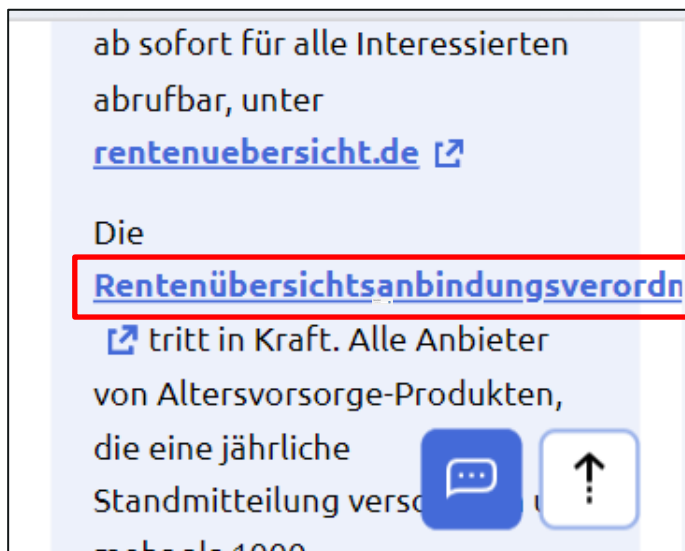 ab sofort für alle Interessierten
abrufbar, unter
rentenuebersicht.de
Die
Rentenübersichtsanbindungsverordn
tritt in Kraft. Alle Anbieter
von Altersvorsorge-Produkten,
die eine jährliche
Standmitteilung